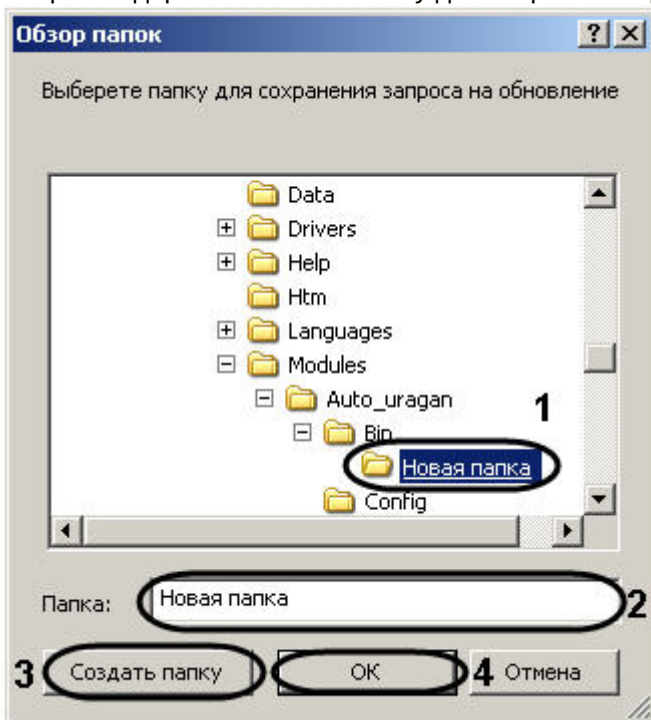 Обзор папок
Выберете папку для сохранения запроса на обновление
Data
Drivers
Help
Htm
Languages
Modules
Auto_uragan
1
Bin
Новая папка
Config
Папка: Новая папка 2
3 Создать папку ОК 4 Отмена